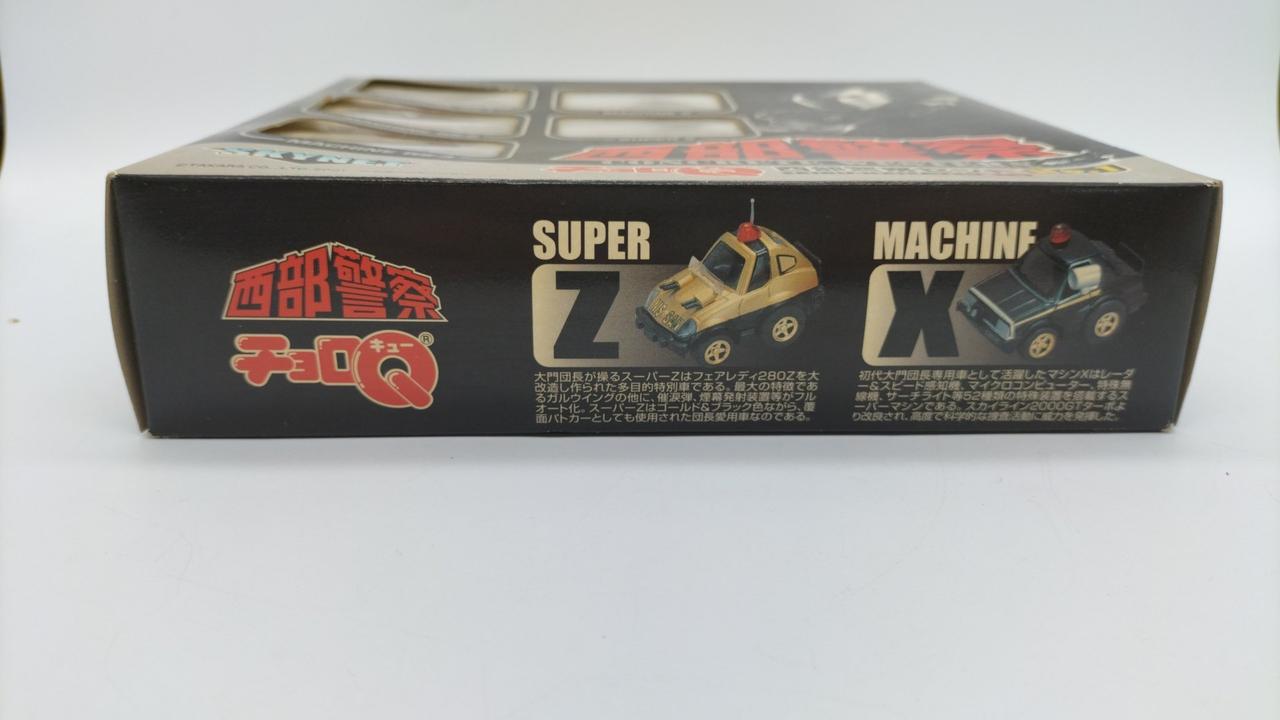 SKYNET
©TAKARA CO., LTD.
西部警察
西部警察
チョロQ
キュー
®
SUPER
Z
大門団長が操るスーパーZはフェアレディ280Zを大
改造し作られた多目的特別車である。最大の特徴であ
るガルウイングの他に、催涙弾、煙幕発射装置等がフル
オート化。スーパーZはゴールド&ブラック色ながら、覆
面パトカーとしても使用された団長愛用車なのである。
MACHINE
X
初代大門団長専用車として活躍したマシンXはレーダ
ー&スピード感知機、マイクロコンピューター、特殊無
線機、サーチライト等52種類の特殊装置を搭載するス
ーパーマシンである。スカイライン2000GTターボよ
り改良され、高度で科学的な捜査活動に威力を発揮した。